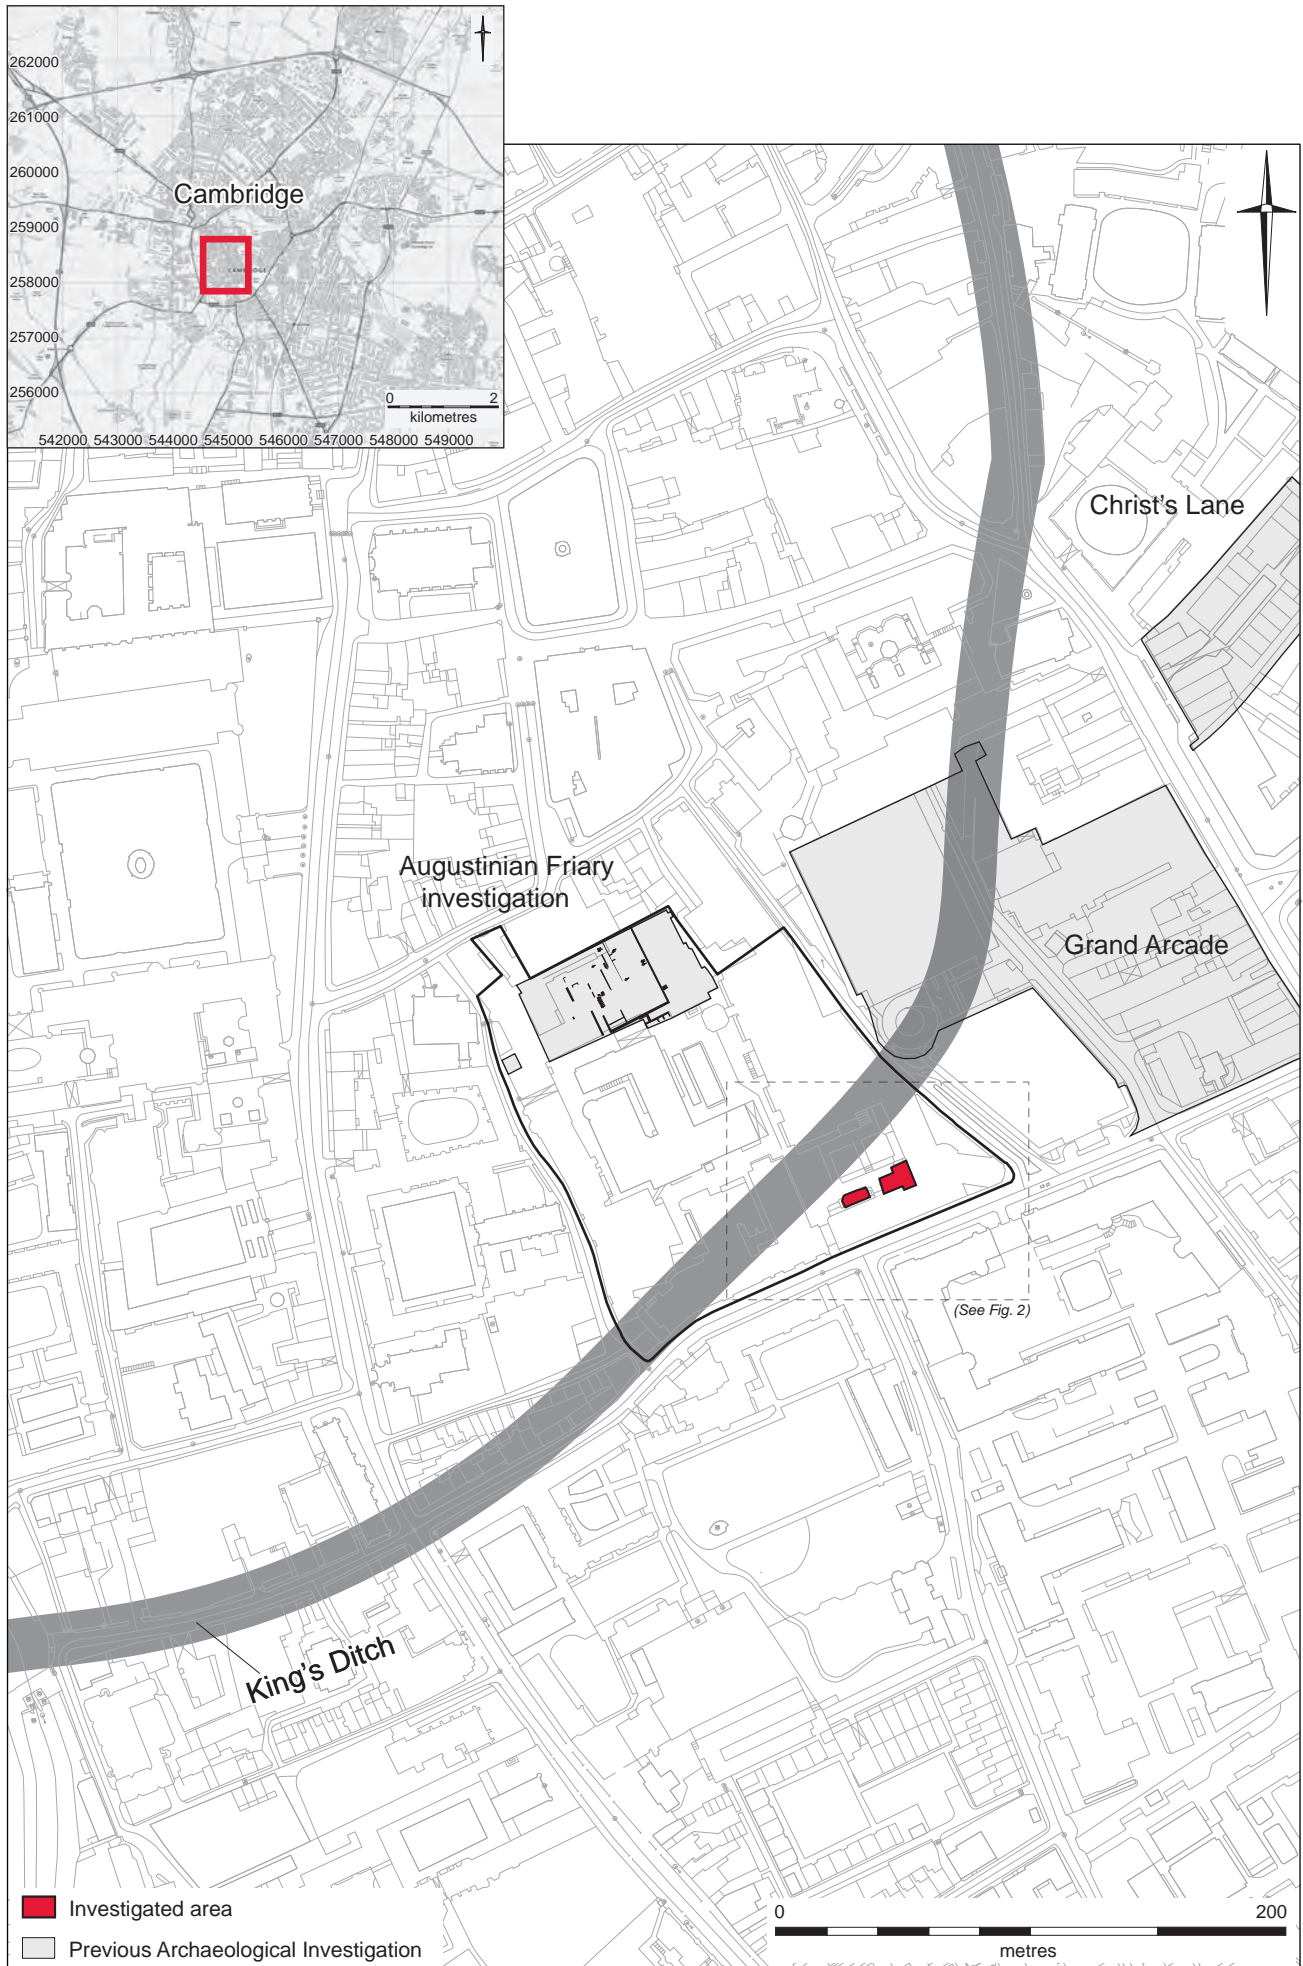 262000
261000
260000
259000
258000
257000
256000
Cambridge
CAMBRIDGE
0 2
kilometres
542000 543000 544000 545000 546000 547000 548000 549000
Christ's Lane
Augustinian Friary
investigation
Grand Arcade
(See Fig. 2)
King's Ditch
Investigated area
Previous Archaeological Investigation
0 200
metres